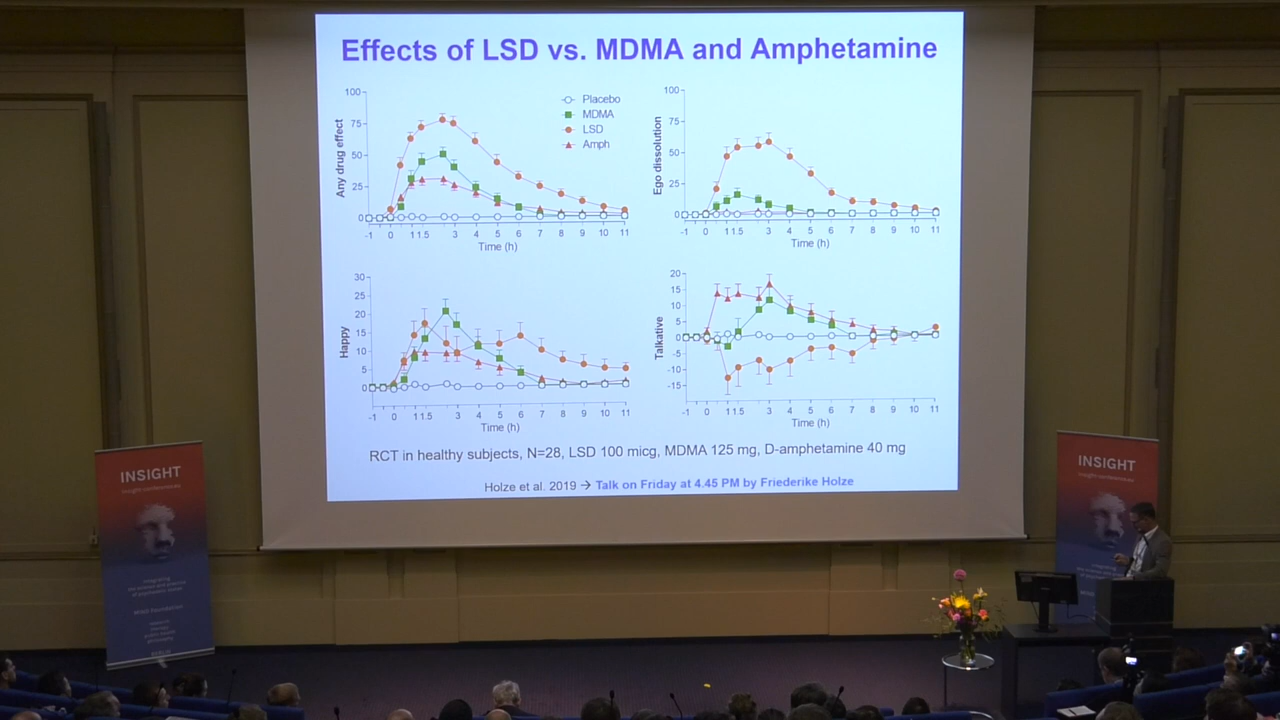 Effects of LSD vs. MDMA and Amphetamine
Any drug effect
100
75
50
25
0
-1 0 1 1.5 3 4 5 6 7 8 9 10 11
Time (h)
Placebo
MDMA
LSD
Amph
Ego dissolution
100
75
50
25
0
-1 0 1 1.5 3 4 5 6 7 8 9 10 11
Time (h)
Happy
30
25
20
15
10
5
0
-1 0 1 1.5 3 4 5 6 7 8 9 10 11
Time (h)
Talkative
20
15
10
5
0
-5
-10
-15
-1 0 1 1.5 3 4 5 6 7 8 9 10 11
Time (h)
RCT in healthy subjects, N=28, LSD 100 micg, MDMA 125 mg, D-amphetamine 40 mg
Holze et al. 2019 → Talk on Friday at 4.45 PM by Friederike Holze
INSIGHT
INSIGHT